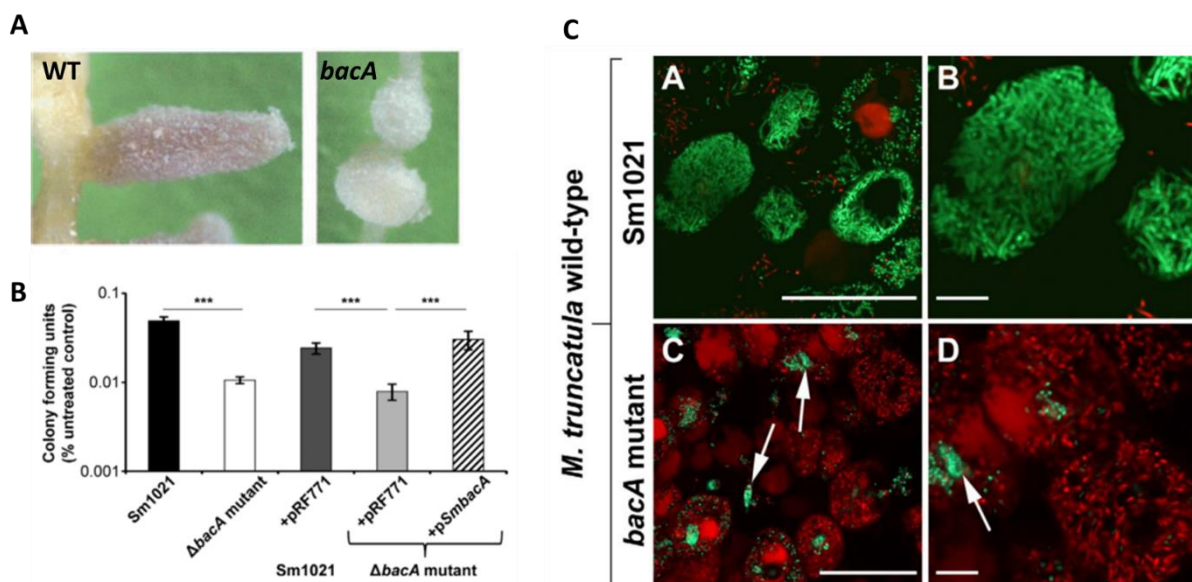 A
WT
bacA
B
Colony forming units
(% untreated control)
0.1
0.01
0.001
***
***
***
Sm1021
ΔbacA mutant
+pRF771
+pRF771
+pSmbacA
Sm1021
ΔbacA mutant
C
M. truncatula wild-type
Sm1021
bacA mutant
A
B
C
D